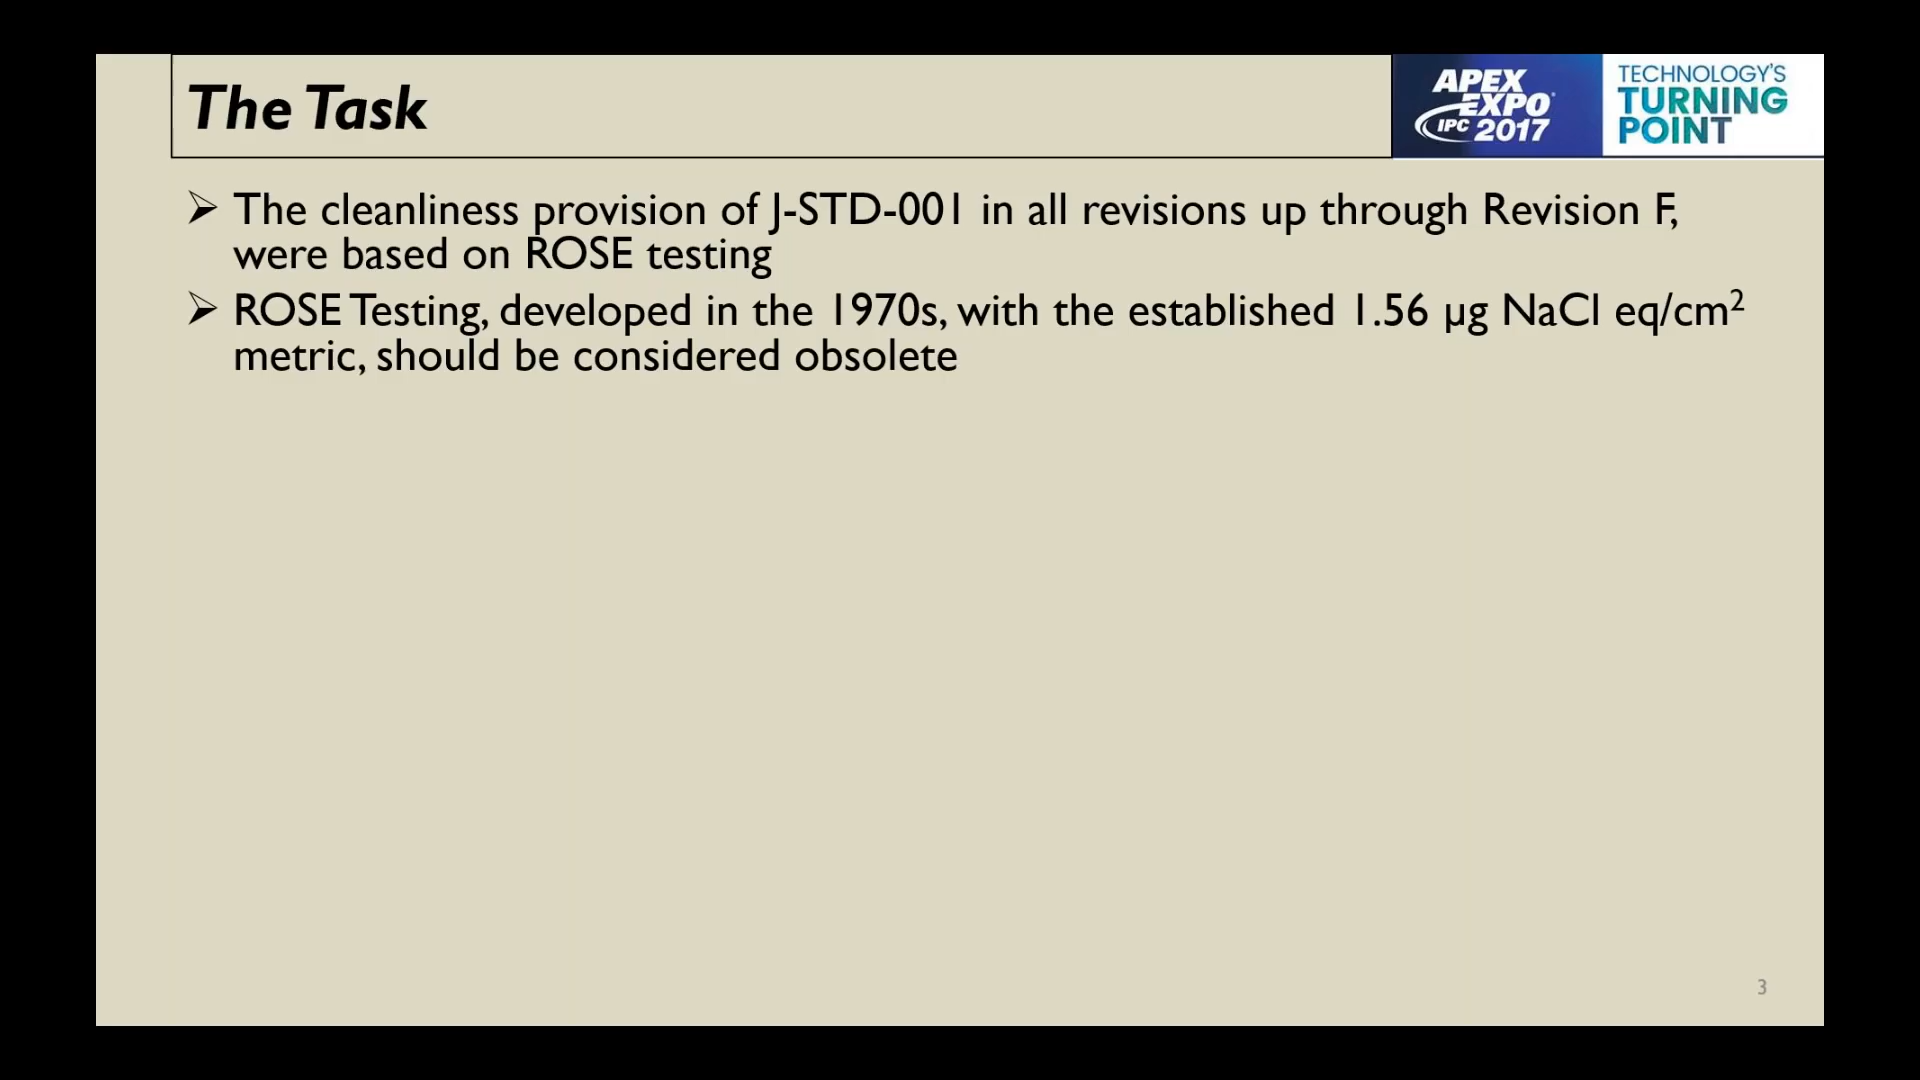 The Task
APEX
EXPO
IPC 2017
TECHNOLOGY'S
TURNING
POINT
➢ The cleanliness provision of J-STD-001 in all revisions up through Revision F,
were based on ROSE testing
➢ ROSE Testing, developed in the 1970s, with the established 1.56 µg NaCl eq/cm²
metric, should be considered obsolete
3